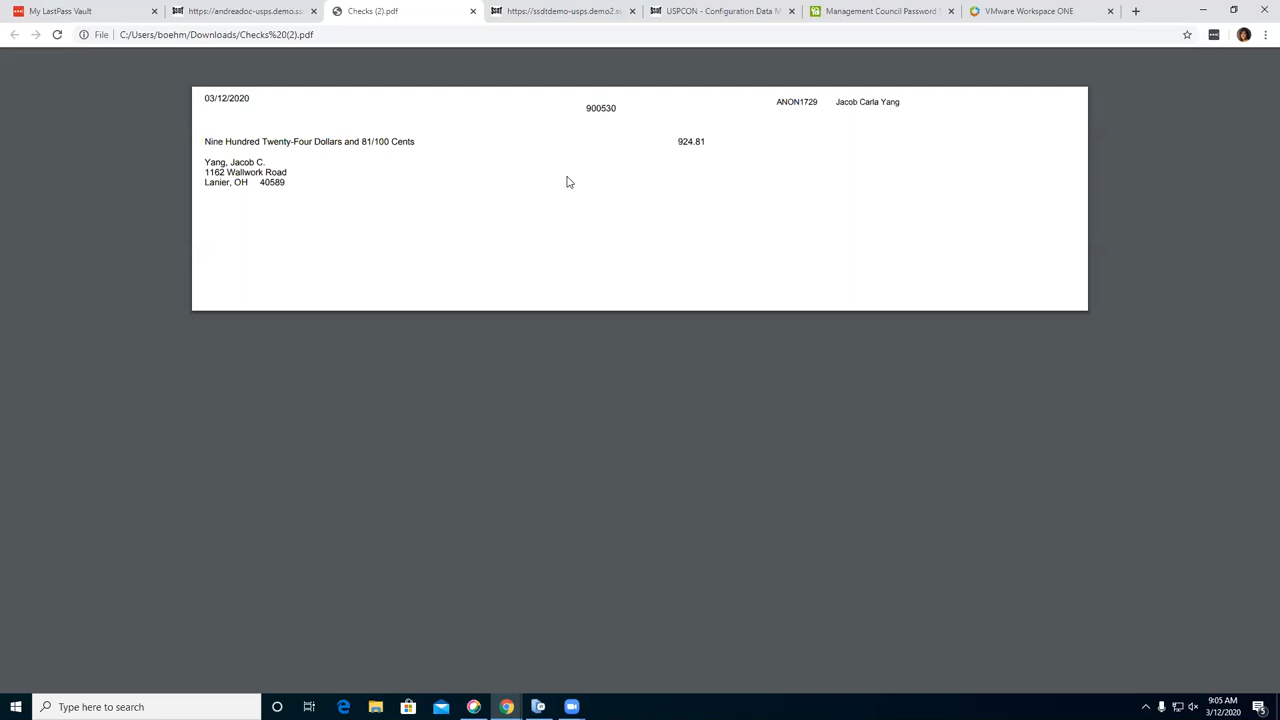 My LastPass Vault
https://andreadoc-usps.demo.ss
Checks (2).pdf
https://ssdtdemo-usps.demo2.s
USPCON - Configuration Data M
Management Council Password
VMware Workspace ONE
File
C:/Users/boehm/Downloads/Checks%20(2).pdf
03/12/2020
900530
ANON1729 Jacob Carla Yang
Nine Hundred Twenty-Four Dollars and 81/100 Cents 924.81
Yang, Jacob C.
1162 Wallwork Road
Lanier, OH 40589
Type here to search
9:05 AM
3/12/2020